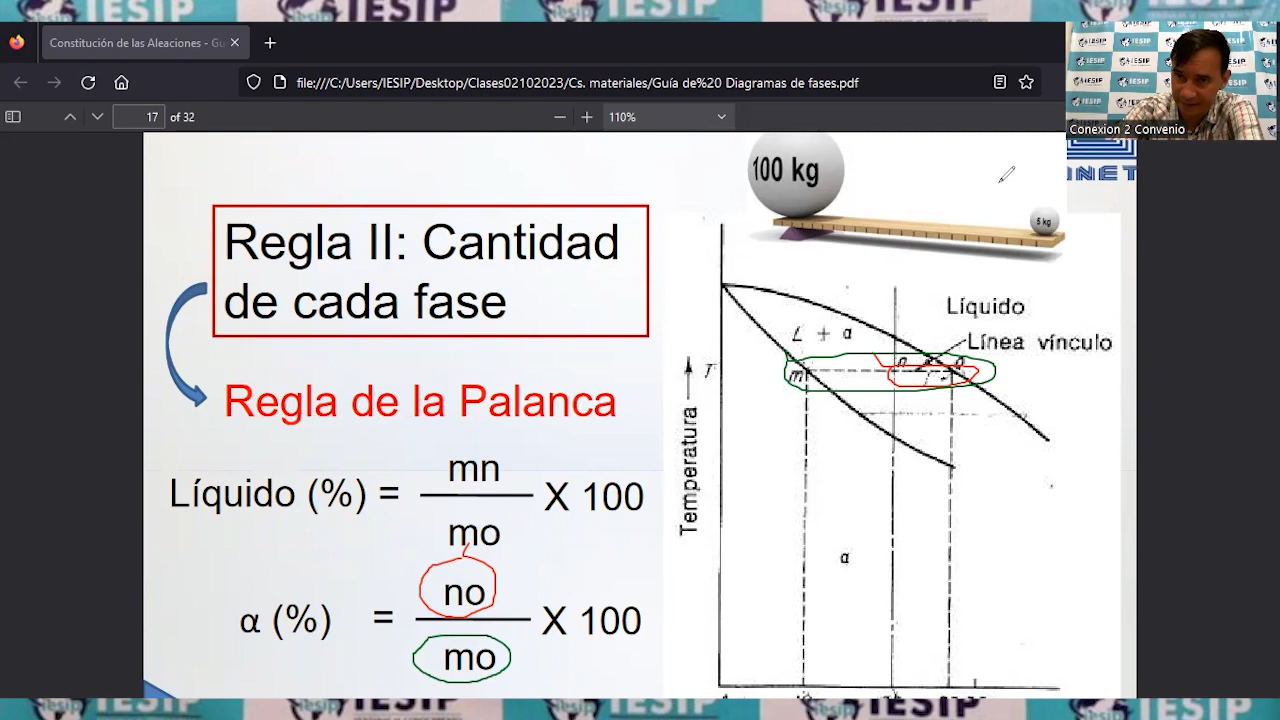 Constitución de las Aleaciones - Gu
file:///C:/Users/IESIP/Desktop/Clases02102023/Cs. materiales/Guía de%20 Diagramas de fases.pdf
17 of 32
110%
Conexion 2 Convenio
IESIP
100 kg
5 kg
Regla II: Cantidad
de cada fase
Regla de la Palanca
Líquido (%) = mn
mo
X 100
α (%) = no
mo
X 100
Líquido
L + α
Línea vínculo
T
m
n
o
Temperatura
α